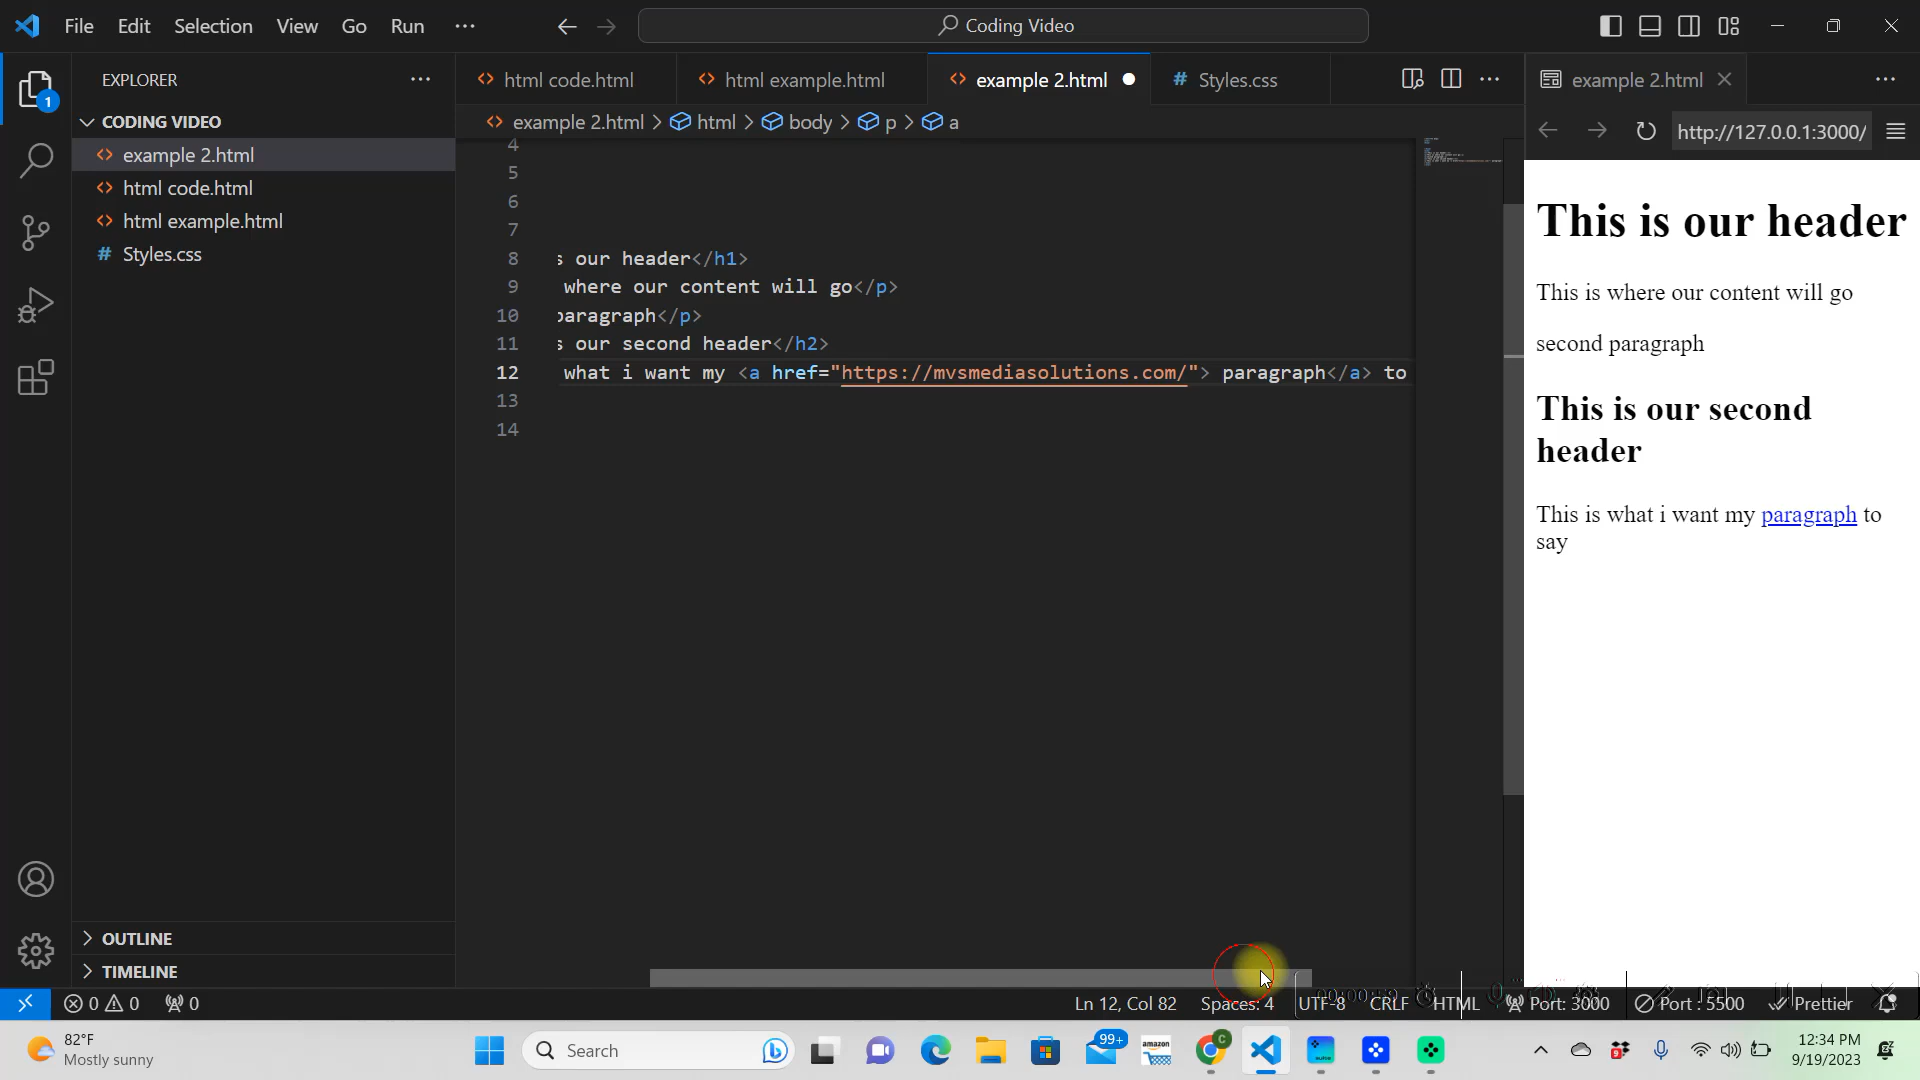 File Edit Selection View Go Run ··· Coding Video
EXPLORER ···
html code.html html example.html example 2.html Styles.css ···
example 2.html ···
CODING VIDEO
example 2.html > html > body > p > a
http://127.0.0.1:3000/
1
example 2.html
html code.html
html example.html
# Styles.css
4
5
6
7
8 s our header</h1>
9 where our content will go</p>
10 paragraph</p>
11 s our second header</h2>
12 what i want my <a href="https://mvsmediasolutions.com/"> paragraph</a> to
13
14
This is our header
This is where our content will go
second paragraph
This is our second
header
This is what i want my paragraph to
say
OUTLINE
TIMELINE
0 0 0 Ln 12, Col 82 Spaces: 4 UTF-8 CRLF HTML Port: 3000 Port : 5500 Prettier
82°F
Mostly sunny
Search
99+
amazon
C
9
12:34 PM
9/19/2023